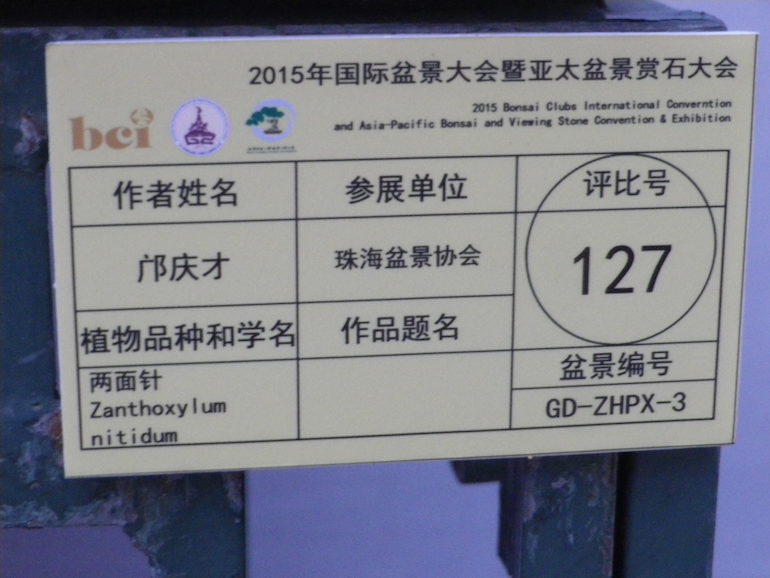 2015年国际盆景大会暨亚太盆景赏石大会
bci
2015 Bonsai Clubs International Converntion
and Asia-Pacific Bonsai and Viewing Stone Convention & Exhibition
作者姓名 参展单位 评比号
邝庆才 珠海盆景协会 127
植物品种和学名 作品题名
盆景编号
两面针
Zanthoxylum
nitidum
GD-ZHPX-3